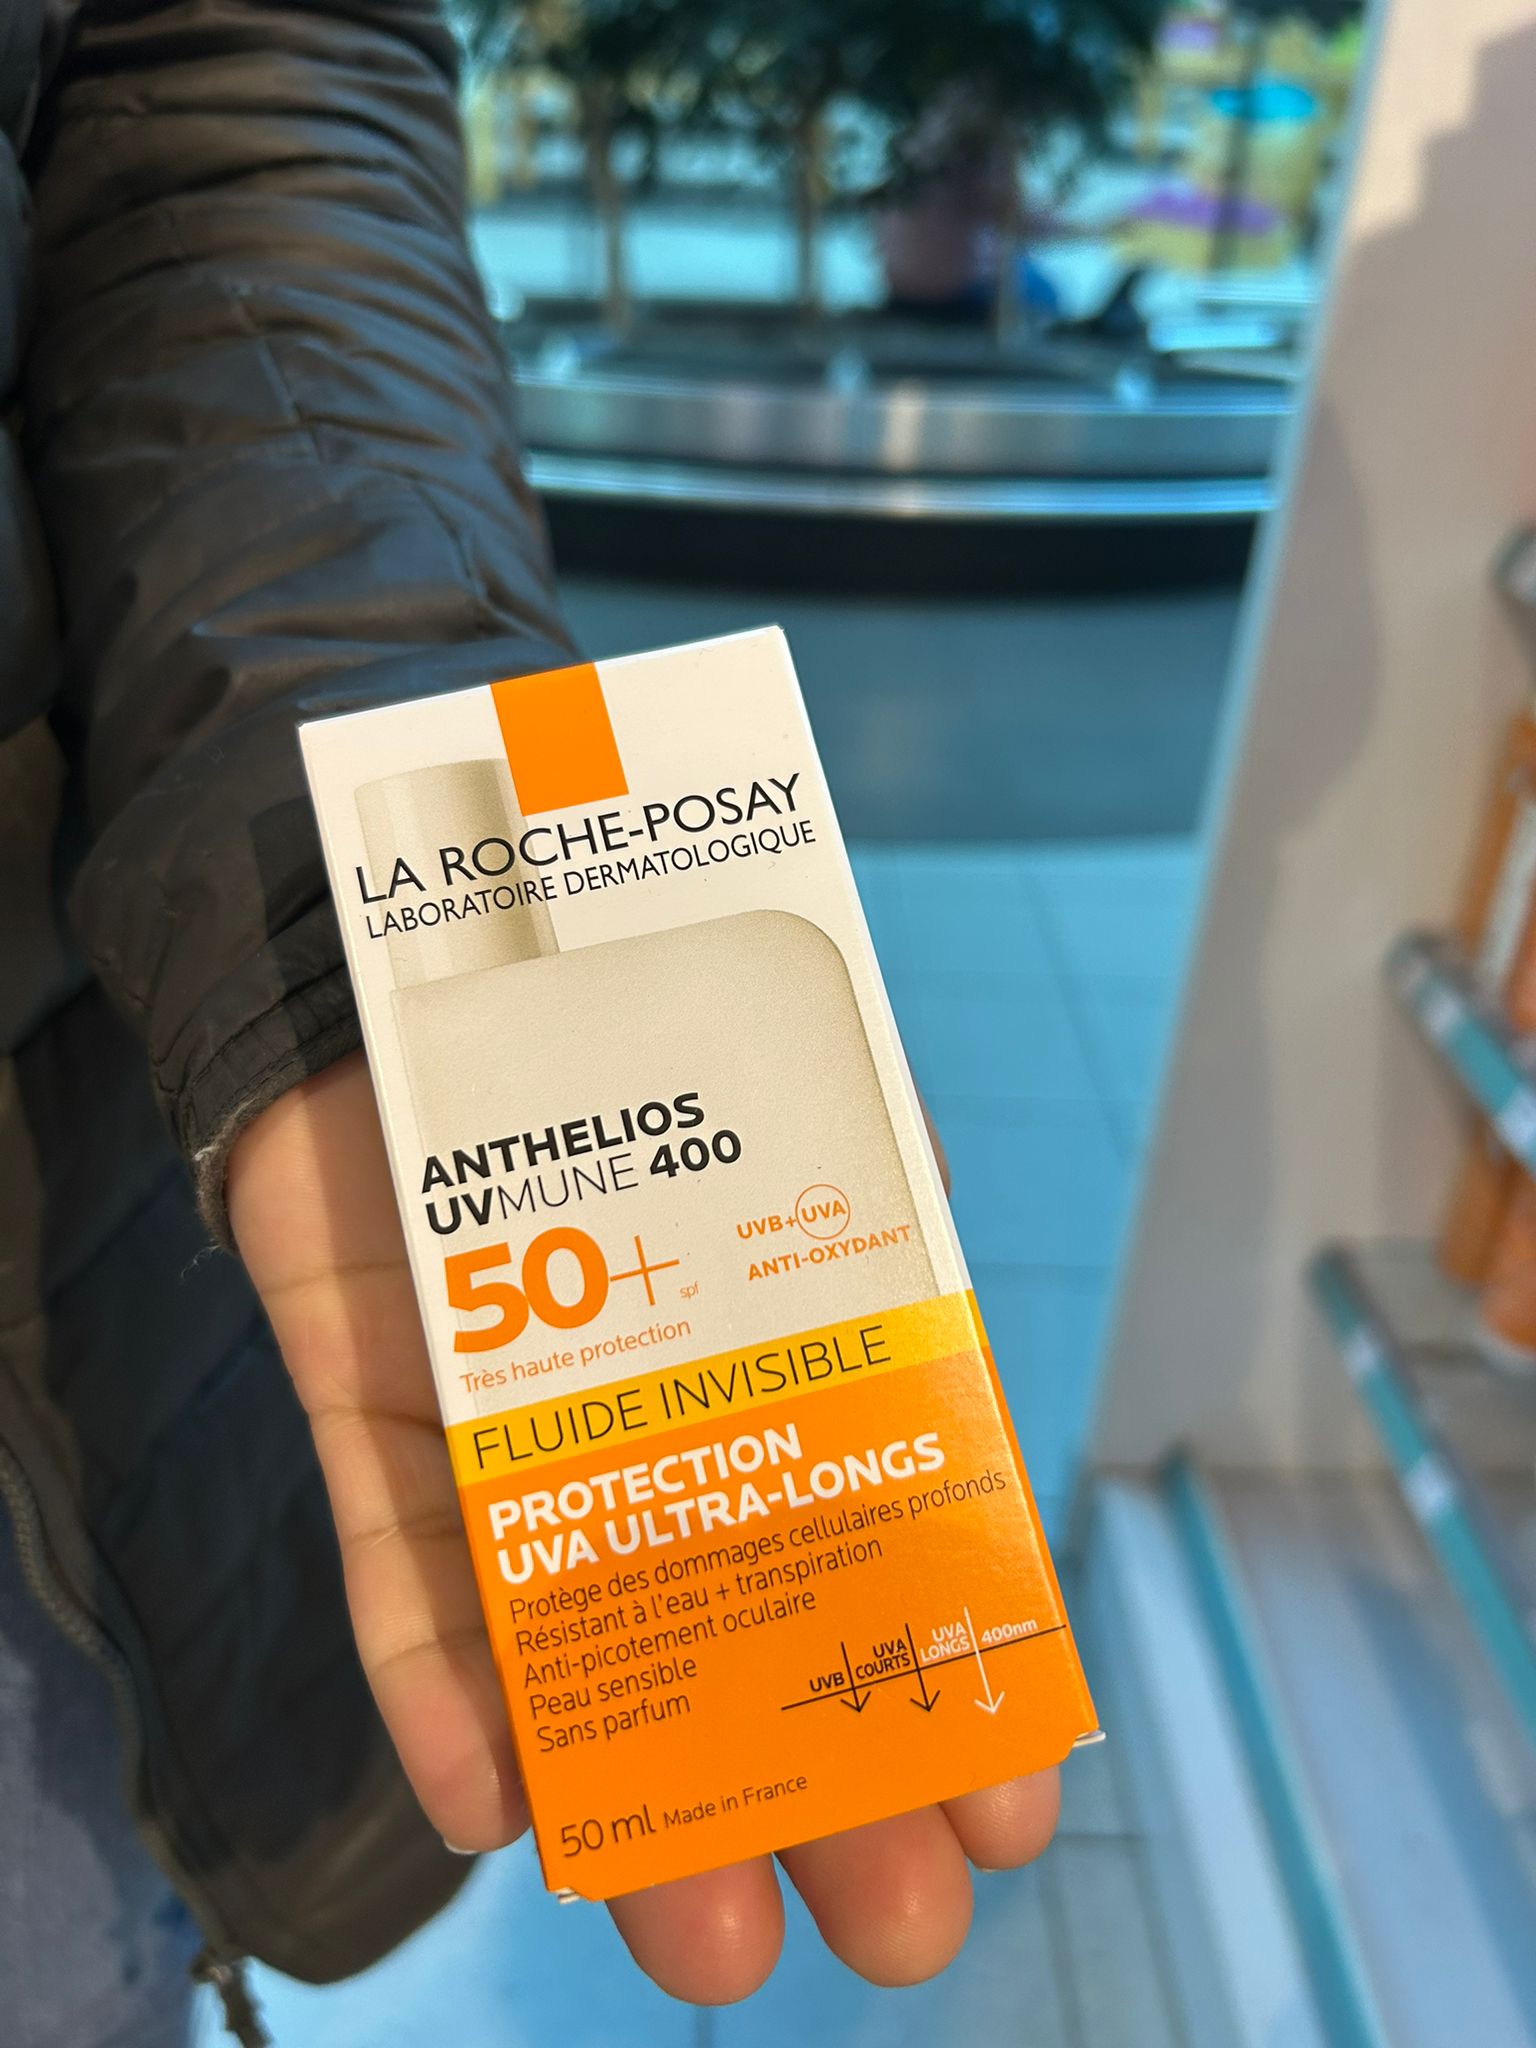 LA ROCHE-POSAY
LABORATOIRE DERMATOLOGIQUE
ANTHELIOS
UVMUNE 400
50+ spf
Très haute protection
UVB+UVA
ANTI-OXYDANT
FLUIDE INVISIBLE
PROTECTION
UVA ULTRA-LONGS
Protège des dommages cellulaires profonds
Résistant à l'eau + transpiration
Anti-picotement oculaire
Peau sensible
Sans parfum
UVB
UVA
COURTS
UVA
LONGS
400nm
50 ml Made in France